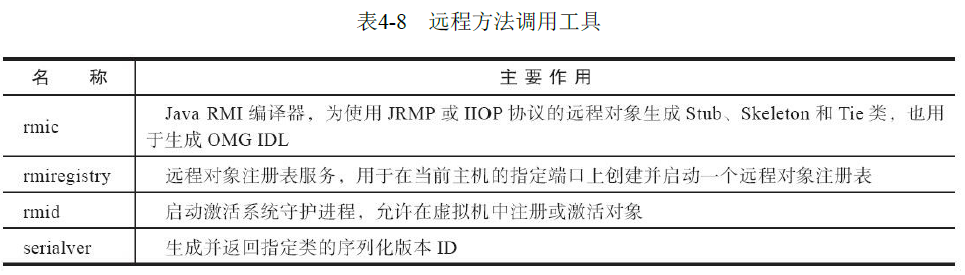 表4-8 远程方法调用工具
名 称 主要作用
rmic Java RMI 编译器，为使用 JRMP 或 IIOP 协议的远程对象生成 Stub、Skeleton 和 Tie 类，也用
于生成 OMG IDL
rmiregistry 远程对象注册表服务，用于在当前主机的指定端口上创建并启动一个远程对象注册表
rmid 启动激活系统守护进程，允许在虚拟机中注册或激活对象
serialver 生成并返回指定类的序列化版本 ID